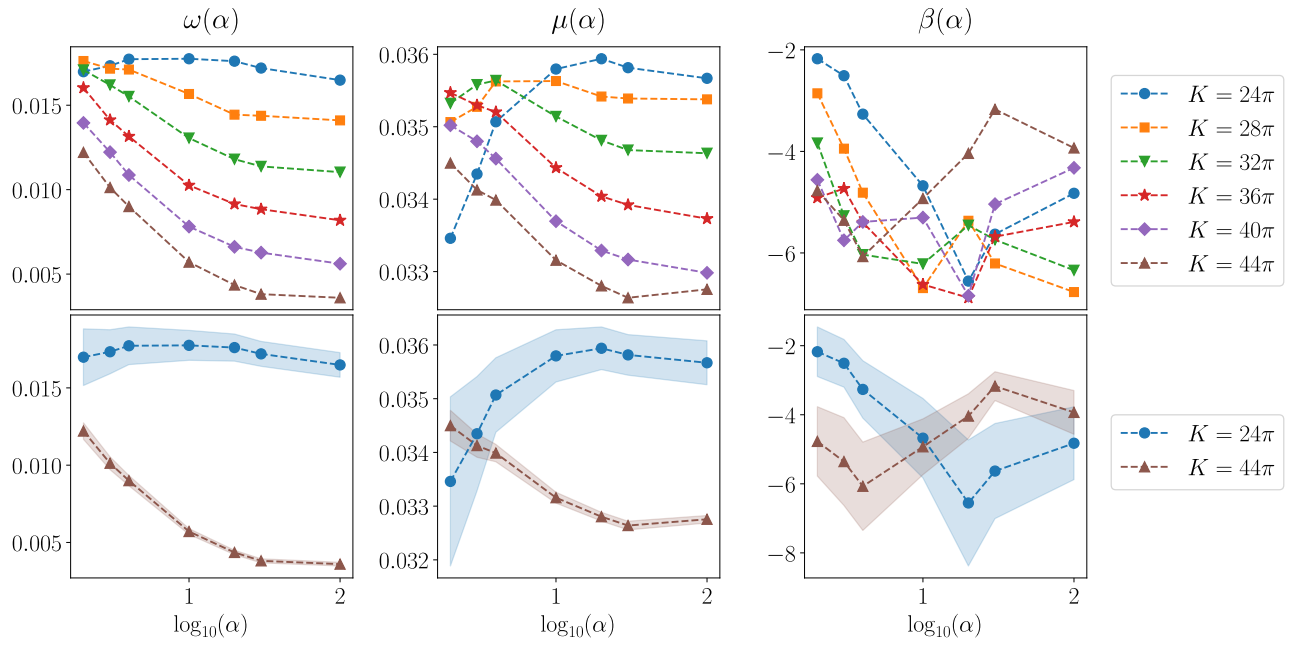 ω(α)
μ(α)
β(α)
0.015
0.010
0.005
0.036
0.035
0.034
0.033
−2
−4
−6
K = 24π
K = 28π
K = 32π
K = 36π
K = 40π
K = 44π
0.015
0.010
0.005
0.036
0.035
0.034
0.033
0.032
−2
−4
−6
−8
K = 24π
K = 44π
1 2
1 2
1 2
log₁₀(α)
log₁₀(α)
log₁₀(α)